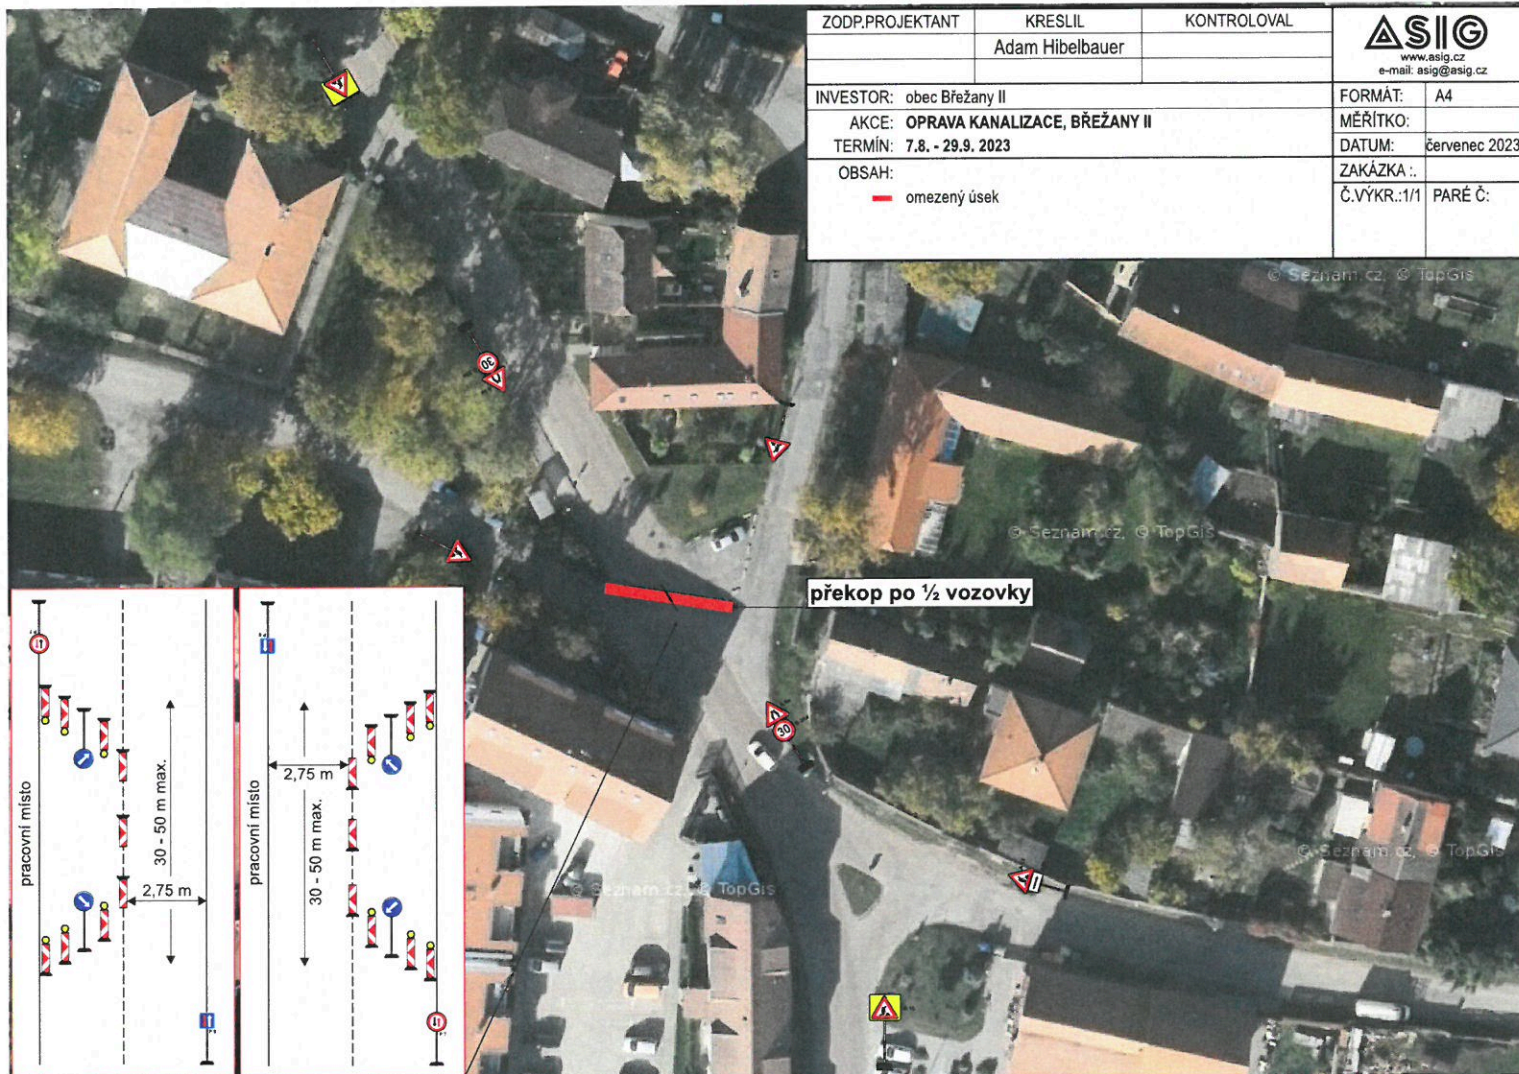 ZODP.PROJEKTANT KRESLIL KONTROLOVAL
Adam Hibelbauer
ASIG
www.asig.cz
e-mail: asig@asig.cz
INVESTOR: obec Břežany II
AKCE: OPRAVA KANALIZACE, BŘEŽANY II
TERMÍN: 7.8. - 29.9. 2023
OBSAH:
omezený úsek
FORMÁT: A4
MĚŘÍTKO:
DATUM: červenec 2023
ZAKÁZKA :.
Č.VÝKR.:1/1 PARÉ Č:
© Seznam.cz, © TopGis
30
© Seznam.cz, © TopGis
překop po ½ vozovky
30
© Seznam.cz, © TopGis
© Seznam.cz, © TopGis
pracovní místo
30 - 50 m max.
2,75 m
pracovní místo
2,75 m
30 - 50 m max.